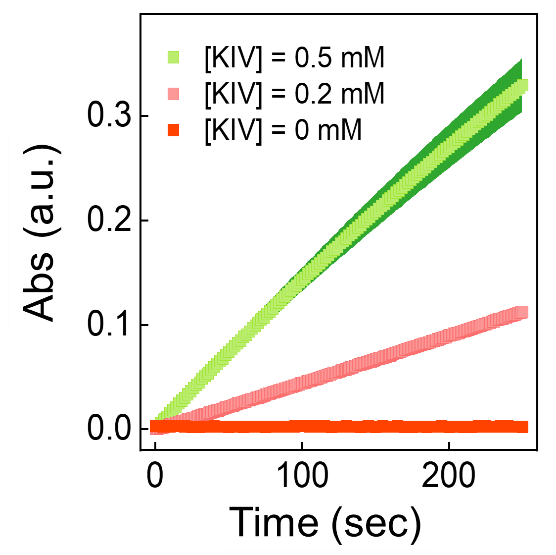 [KIV] = 0.5 mM
[KIV] = 0.2 mM
[KIV] = 0 mM
0.3
0.2
0.1
0.0
Abs (a.u.)
0 100 200
Time (sec)